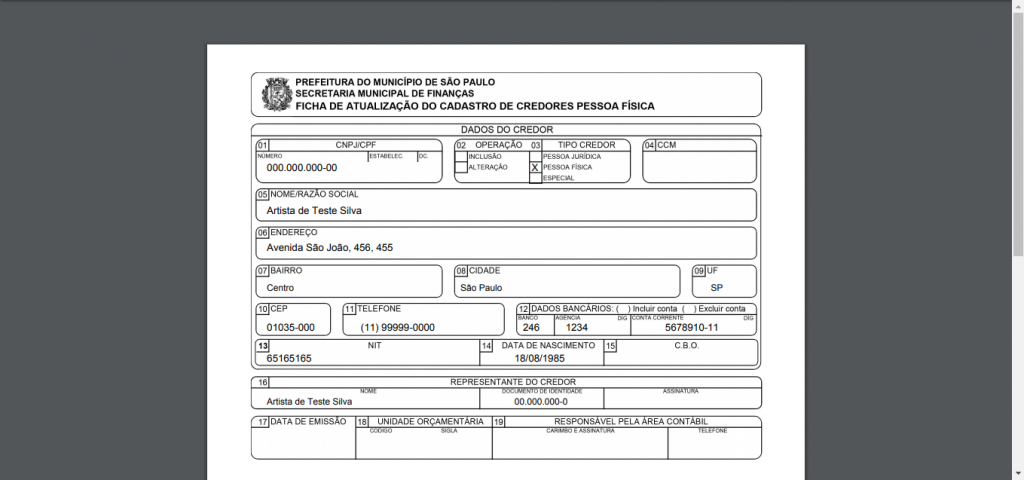 PREFEITURA DO MUNICÍPIO DE SÃO PAULO
SECRETARIA MUNICIPAL DE FINANÇAS
FICHA DE ATUALIZAÇÃO DO CADASTRO DE CREDORES PESSOA FÍSICA
DADOS DO CREDOR
01 CNPJ/CPF
NÚMERO ESTABELEC. DC.
000.000.000-00
02 OPERAÇÃO
INCLUSÃO
ALTERAÇÃO
03 TIPO CREDOR
PESSOA JURÍDICA
X PESSOA FÍSICA
ESPECIAL
04 CCM
05 NOME/RAZÃO SOCIAL
Artista de Teste Silva
06 ENDEREÇO
Avenida São João, 456, 455
07 BAIRRO
Centro
08 CIDADE
São Paulo
09 UF
SP
10 CEP
01035-000
11 TELEFONE
(11) 99999-0000
12 DADOS BANCÁRIOS: ( ) Incluir conta ( ) Excluir conta
BANCO AGENCIA DIG CONTA CORRENTE DIG
246 1234 5678910-11
13 NIT
65165165
14 DATA DE NASCIMENTO
18/08/1985
15 C.B.O.
16 REPRESENTANTE DO CREDOR
NOME DOCUMENTO DE IDENTIDADE ASSINATURA
Artista de Teste Silva 00.000.000-0
17 DATA DE EMISSÃO
18 UNIDADE ORÇAMENTÁRIA
CODIGO SIGLA
19 RESPONSÁVEL PELA ÁREA CONTÁBIL
CARIMBO E ASSINATURA TELEFONE